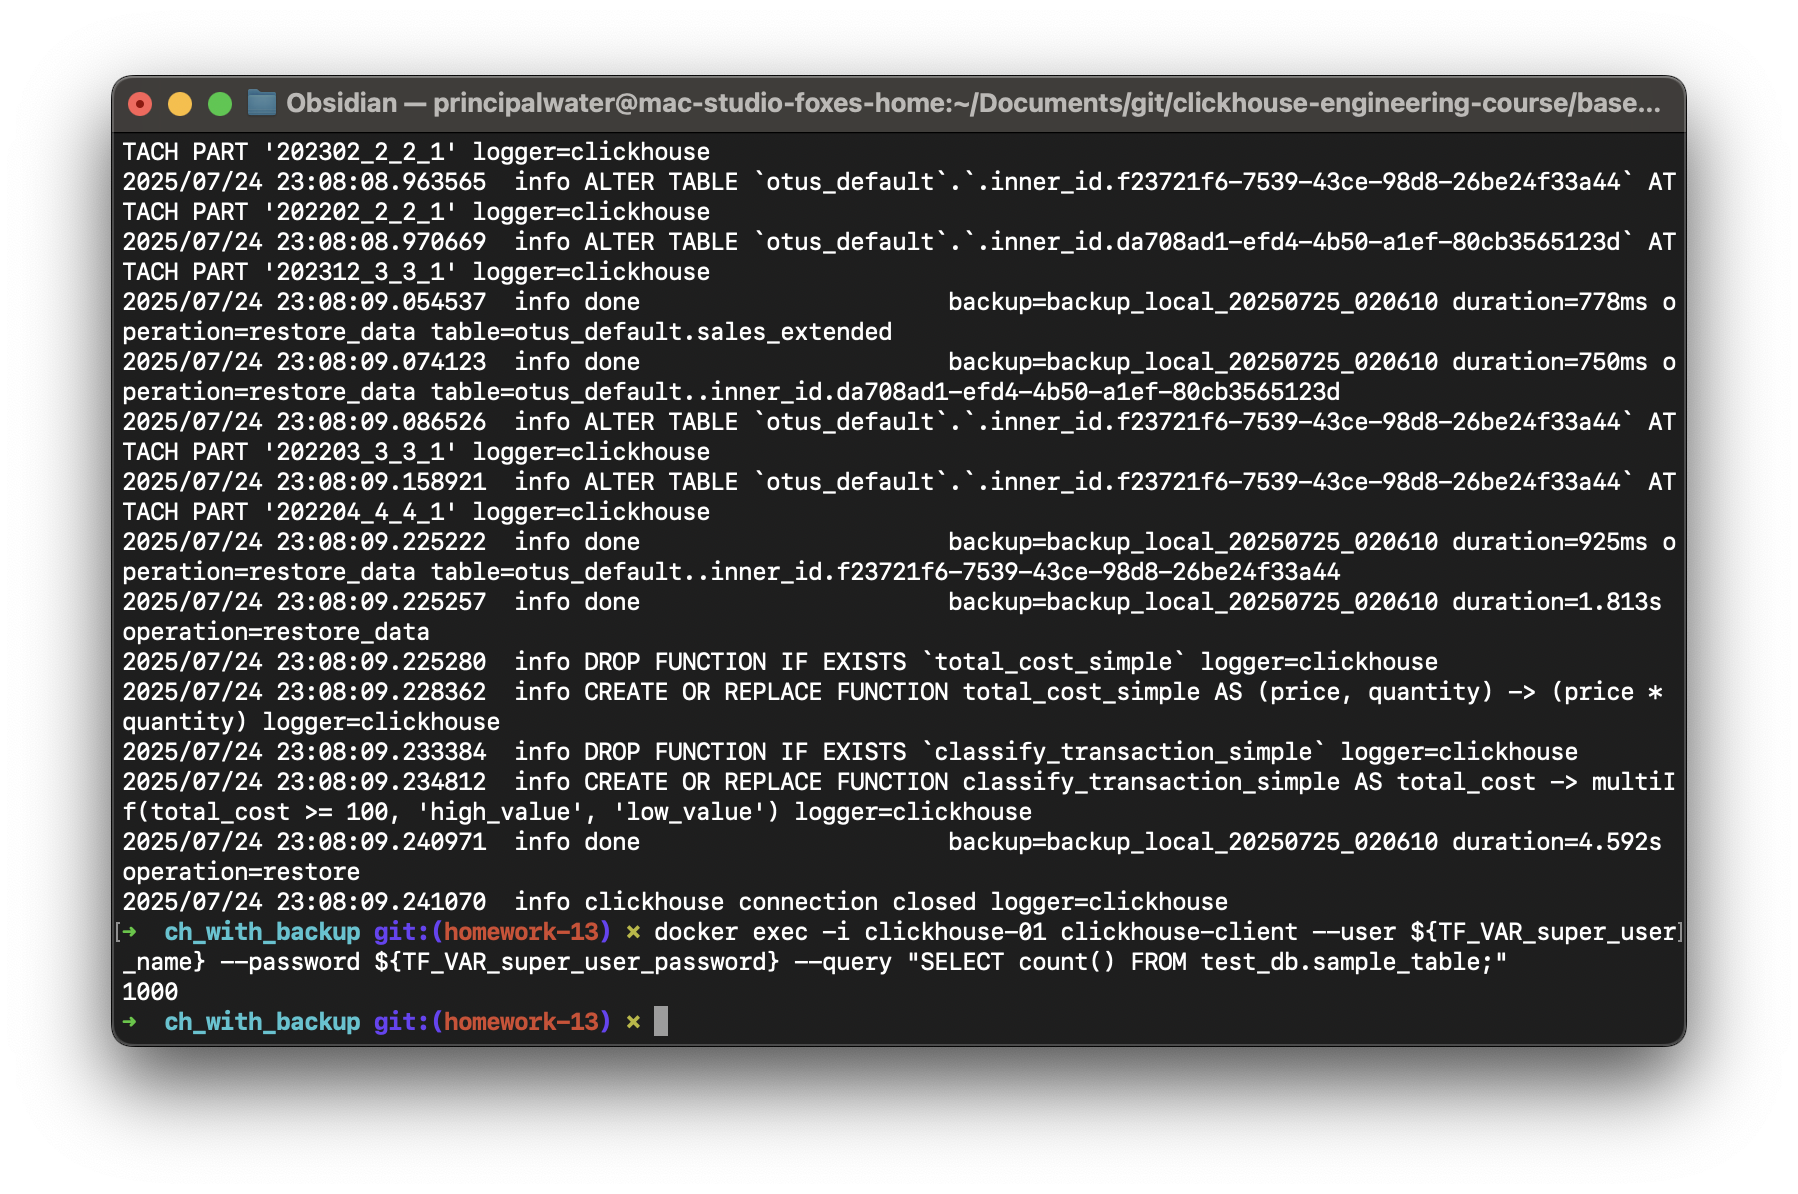 Obsidian — principalwater@mac-studio-foxes-home:~/Documents/git/clickhouse-engineering-course/base...
TACH PART '202302_2_2_1' logger=clickhouse
2025/07/24 23:08:08.963565  info ALTER TABLE `otus_default`.`.inner_id.f23721f6-7539-43ce-98d8-26be24f33a44` AT
TACH PART '202202_2_2_1' logger=clickhouse
2025/07/24 23:08:08.970669  info ALTER TABLE `otus_default`.`.inner_id.da708ad1-efd4-4b50-a1ef-80cb3565123d` AT
TACH PART '202312_3_3_1' logger=clickhouse
2025/07/24 23:08:09.054537  info done                      backup=backup_local_20250725_020610 duration=778ms o
peration=restore_data table=otus_default.sales_extended
2025/07/24 23:08:09.074123  info done                      backup=backup_local_20250725_020610 duration=750ms o
peration=restore_data table=otus_default..inner_id.da708ad1-efd4-4b50-a1ef-80cb3565123d
2025/07/24 23:08:09.086526  info ALTER TABLE `otus_default`.`.inner_id.f23721f6-7539-43ce-98d8-26be24f33a44` AT
TACH PART '202203_3_3_1' logger=clickhouse
2025/07/24 23:08:09.158921  info ALTER TABLE `otus_default`.`.inner_id.f23721f6-7539-43ce-98d8-26be24f33a44` AT
TACH PART '202204_4_4_1' logger=clickhouse
2025/07/24 23:08:09.225222  info done                      backup=backup_local_20250725_020610 duration=925ms o
peration=restore_data table=otus_default..inner_id.f23721f6-7539-43ce-98d8-26be24f33a44
2025/07/24 23:08:09.225257  info done                      backup=backup_local_20250725_020610 duration=1.813s
operation=restore_data
2025/07/24 23:08:09.225280  info DROP FUNCTION IF EXISTS `total_cost_simple` logger=clickhouse
2025/07/24 23:08:09.228362  info CREATE OR REPLACE FUNCTION total_cost_simple AS (price, quantity) -> (price *
quantity) logger=clickhouse
2025/07/24 23:08:09.233384  info DROP FUNCTION IF EXISTS `classify_transaction_simple` logger=clickhouse
2025/07/24 23:08:09.234812  info CREATE OR REPLACE FUNCTION classify_transaction_simple AS total_cost -> multiI
f(total_cost >= 100, 'high_value', 'low_value') logger=clickhouse
2025/07/24 23:08:09.240971  info done                      backup=backup_local_20250725_020610 duration=4.592s
operation=restore
2025/07/24 23:08:09.241070  info clickhouse connection closed logger=clickhouse
[➜  ch_with_backup git:(homework-13) ✗ docker exec -i clickhouse-01 clickhouse-client --user ${TF_VAR_super_user]
_name} --password ${TF_VAR_super_user_password} --query "SELECT count() FROM test_db.sample_table;"
1000
➜  ch_with_backup git:(homework-13) ✗